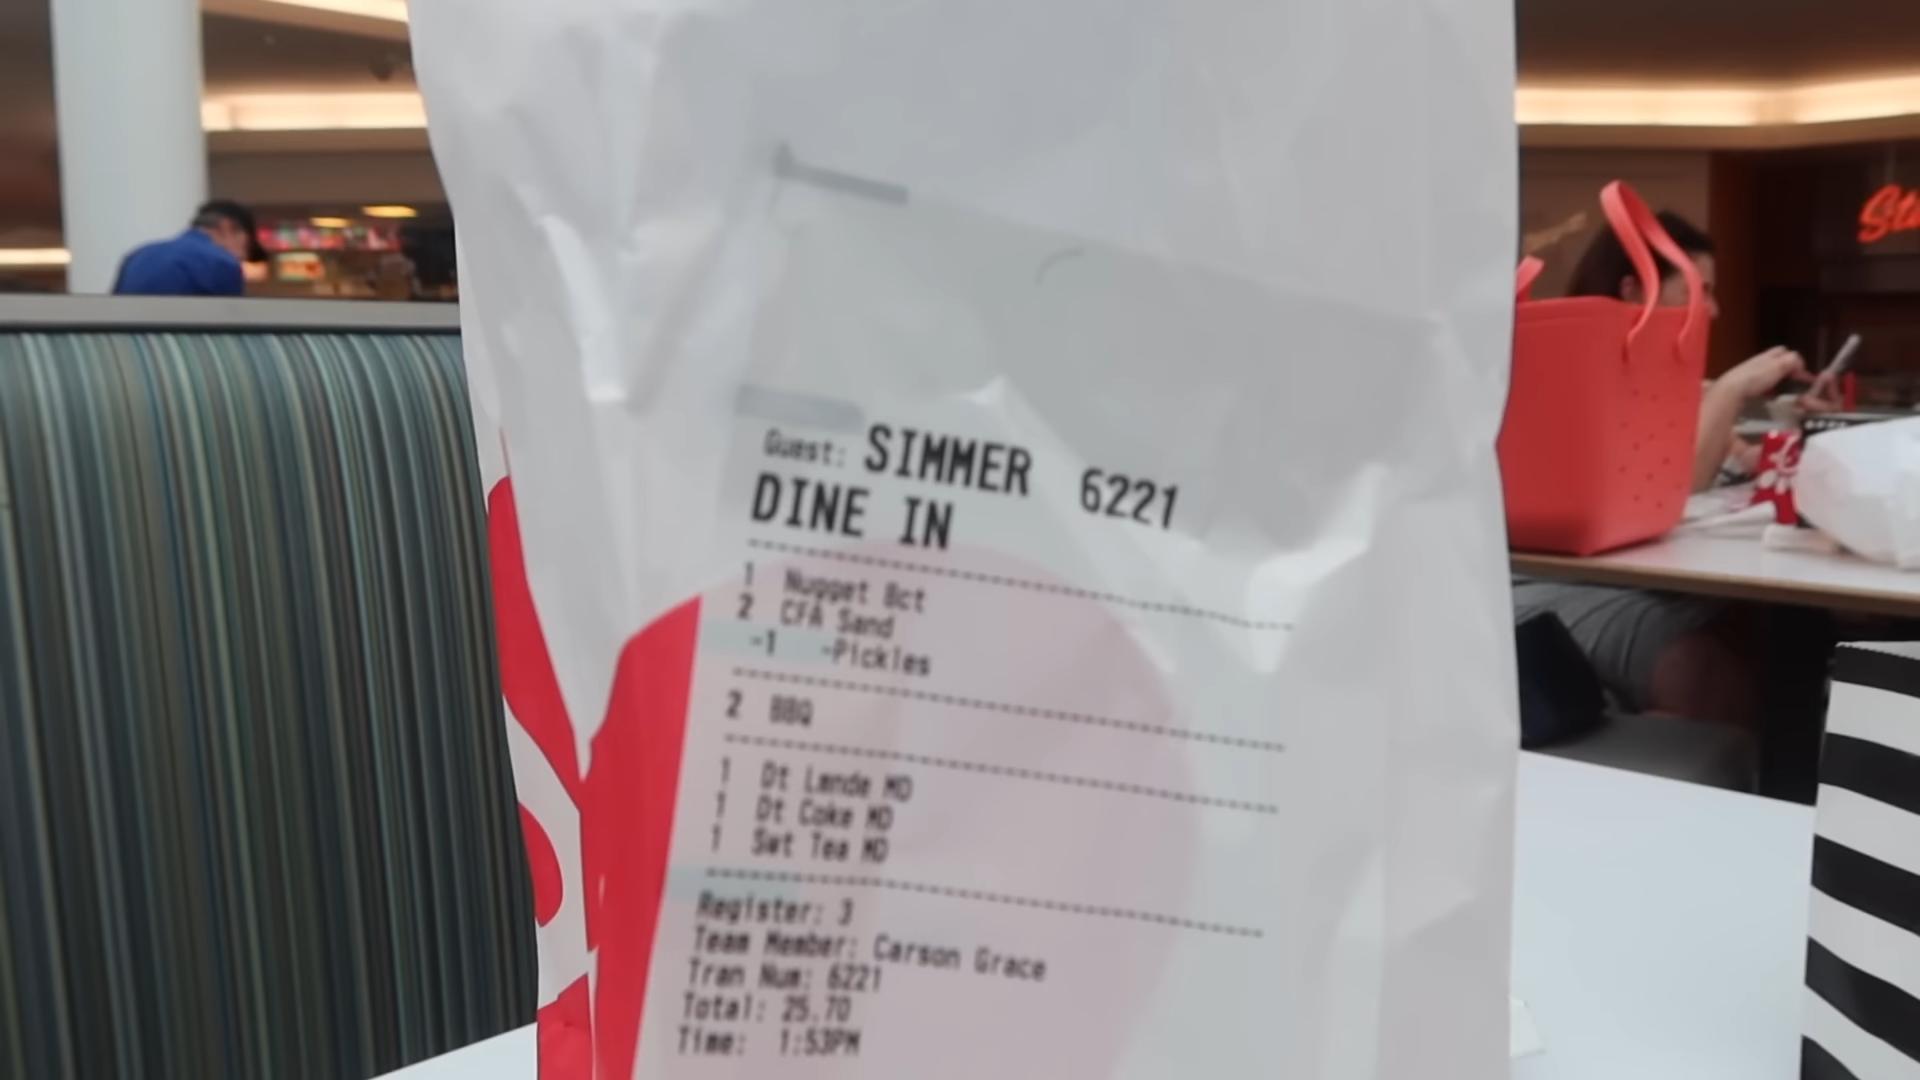 Guest: SIMMER 6221
DINE IN
1 Nugget 8ct
2 CFA Sand
-1 -Pickles
2 BBQ
1 Dt Lmnde MD
1 Dt Coke MD
1 Swt Tea MD
Register: 3
Team Member: Carson Grace
Tran Num: 6221
Total: 25.70
Time: 1:53PM